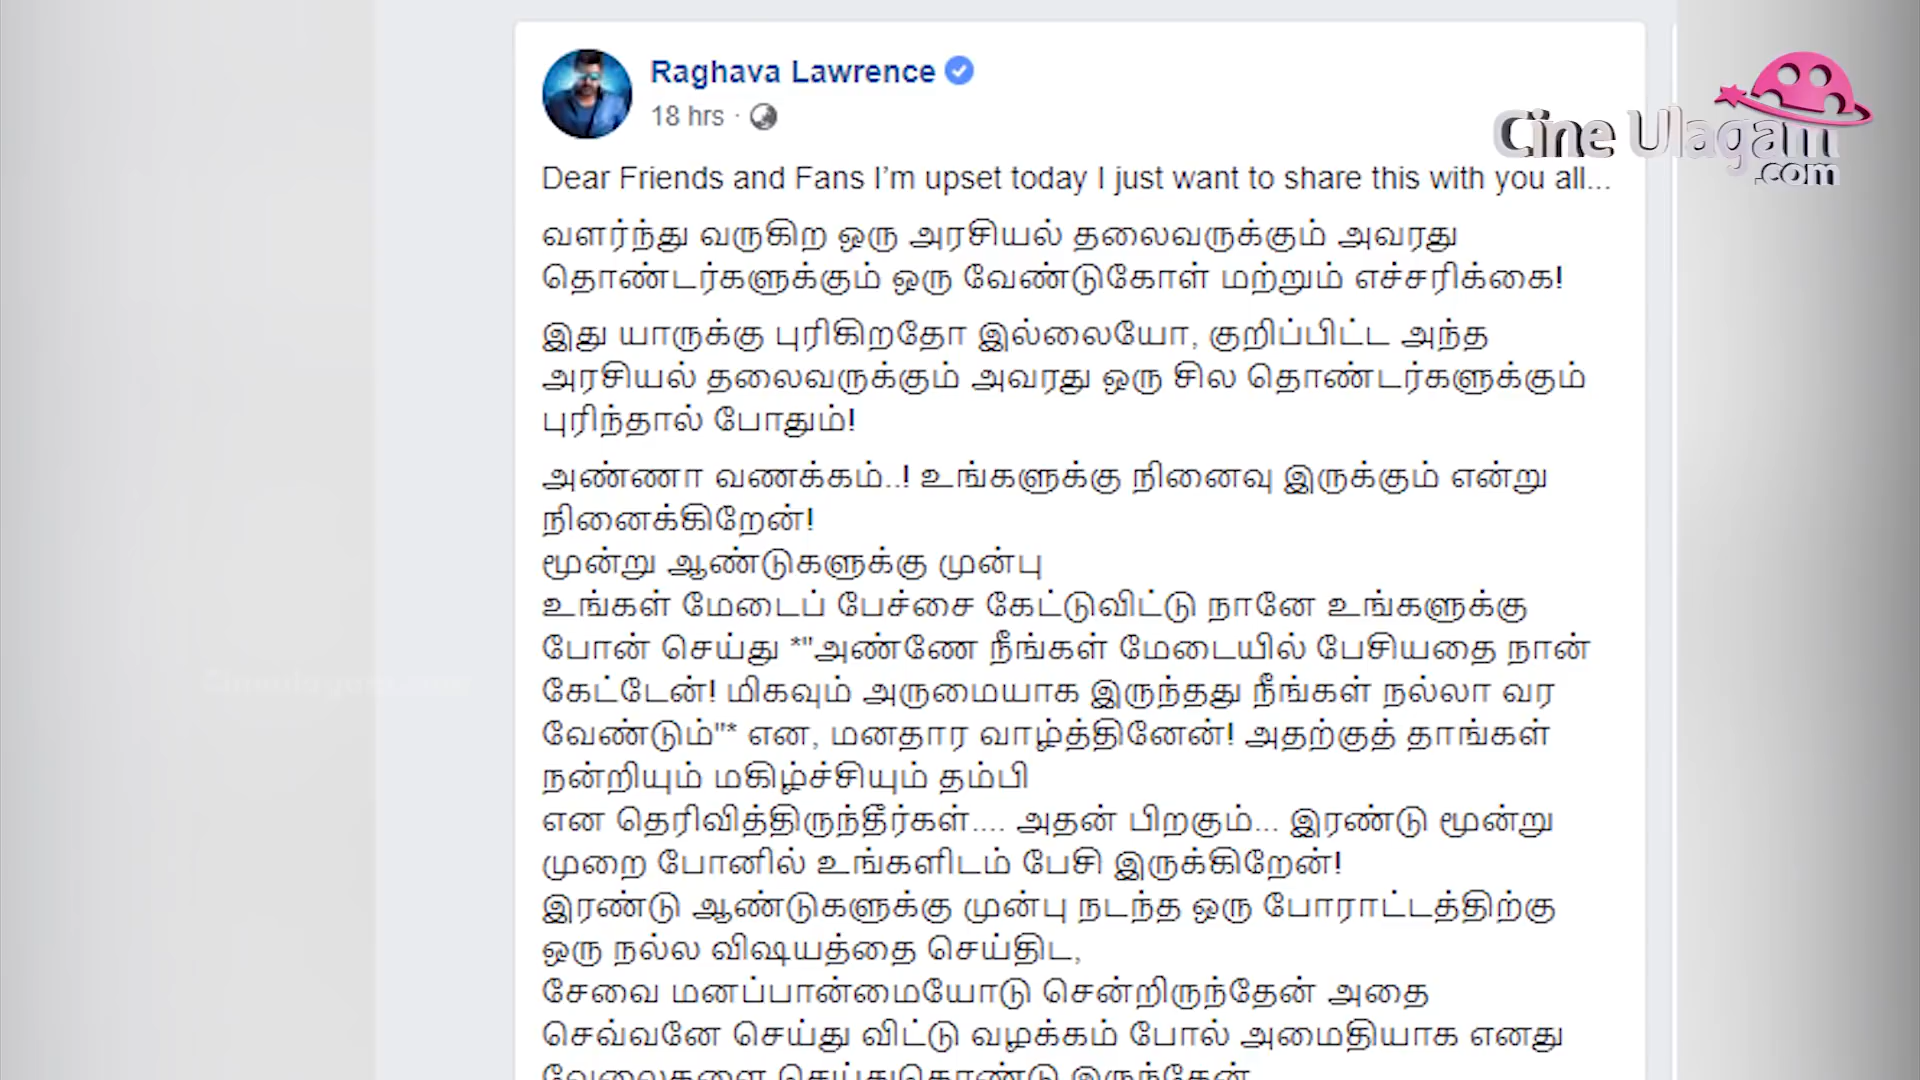 Raghava Lawrence
18 hrs ·
Cine Ulagam
.com
Dear Friends and Fans I’m upset today I just want to share this with you all...
வளர்ந்து வருகிற ஒரு அரசியல் தலைவருக்கும் அவரது
தொண்டர்களுக்கும் ஒரு வேண்டுகோள் மற்றும் எச்சரிக்கை!
இது யாருக்கு புரிகிறதோ இல்லையோ, குறிப்பிட்ட அந்த
அரசியல் தலைவருக்கும் அவரது ஒரு சில தொண்டர்களுக்கும்
புரிந்தால் போதும்!
அண்ணா வணக்கம்..! உங்களுக்கு நினைவு இருக்கும் என்று
நினைக்கிறேன்!
மூன்று ஆண்டுகளுக்கு முன்பு
உங்கள் மேடைப் பேச்சை கேட்டுவிட்டு நானே உங்களுக்கு
போன் செய்து *"அண்ணே நீங்கள் மேடையில் பேசியதை நான்
கேட்டேன்! மிகவும் அருமையாக இருந்தது நீங்கள் நல்லா வர
வேண்டும்"* என, மனதார வாழ்த்தினேன்! அதற்குத் தாங்கள்
நன்றியும் மகிழ்ச்சியும் தம்பி
என தெரிவித்திருந்தீர்கள்.... அதன் பிறகும்... இரண்டு மூன்று
முறை போனில் உங்களிடம் பேசி இருக்கிறேன்!
இரண்டு ஆண்டுகளுக்கு முன்பு நடந்த ஒரு போராட்டத்திற்கு
ஒரு நல்ல விஷயத்தை செய்திட,
சேவை மனப்பான்மையோடு சென்றிருந்தேன் அதை
செவ்வனே செய்து விட்டு வழக்கம் போல் அமைதியாக எனது
வேலைகளை செய்துகொண்டு இருந்தேன்
Cineulagam.com